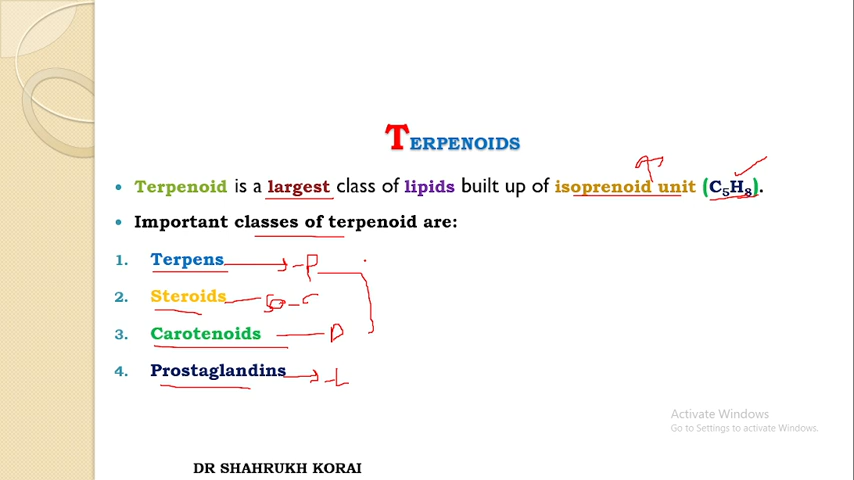 TERPENOIDS
• Terpenoid is a largest class of lipids built up of isoprenoid unit (C₅H₈).
• Important classes of terpenoid are:
1. Terpens -P
2. Steroids
3. Carotenoids
4. Prostaglandins -L
Activate Windows
Go to Settings to activate Windows.
DR SHAHRUKH KORAI